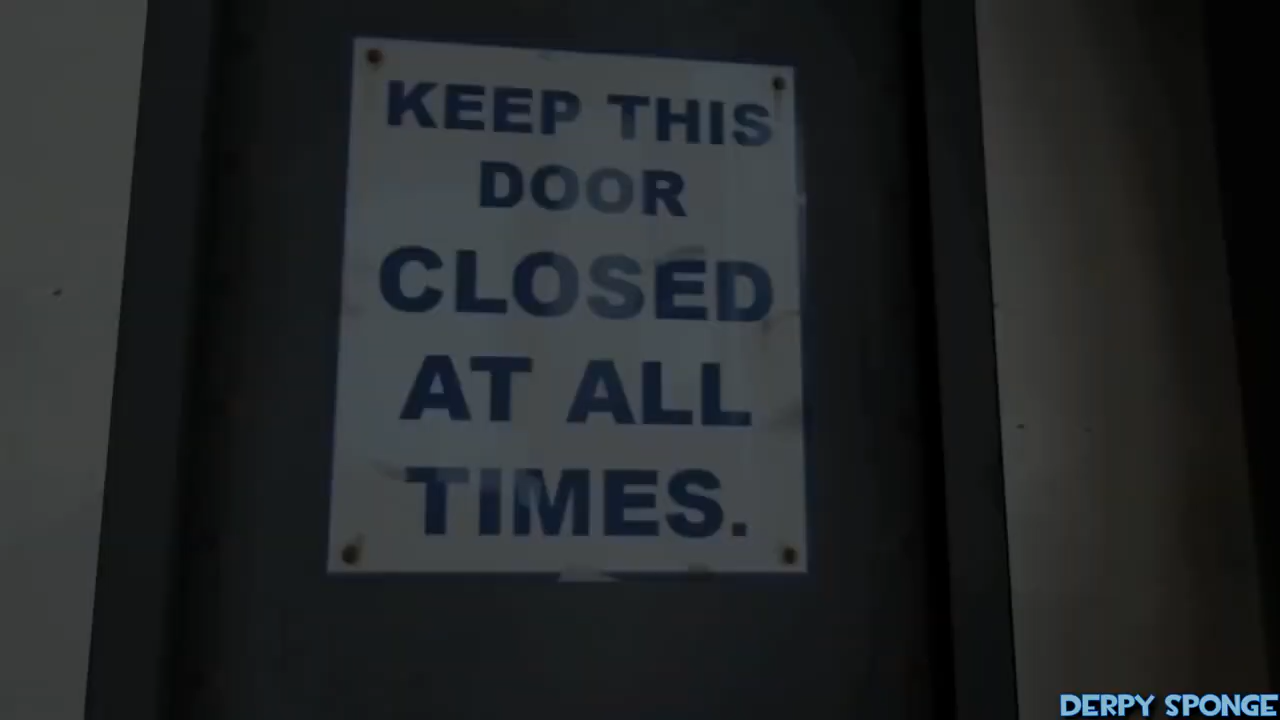 KEEP THIS
DOOR
CLOSED
AT ALL
TIMES.
DERPY SPONGE